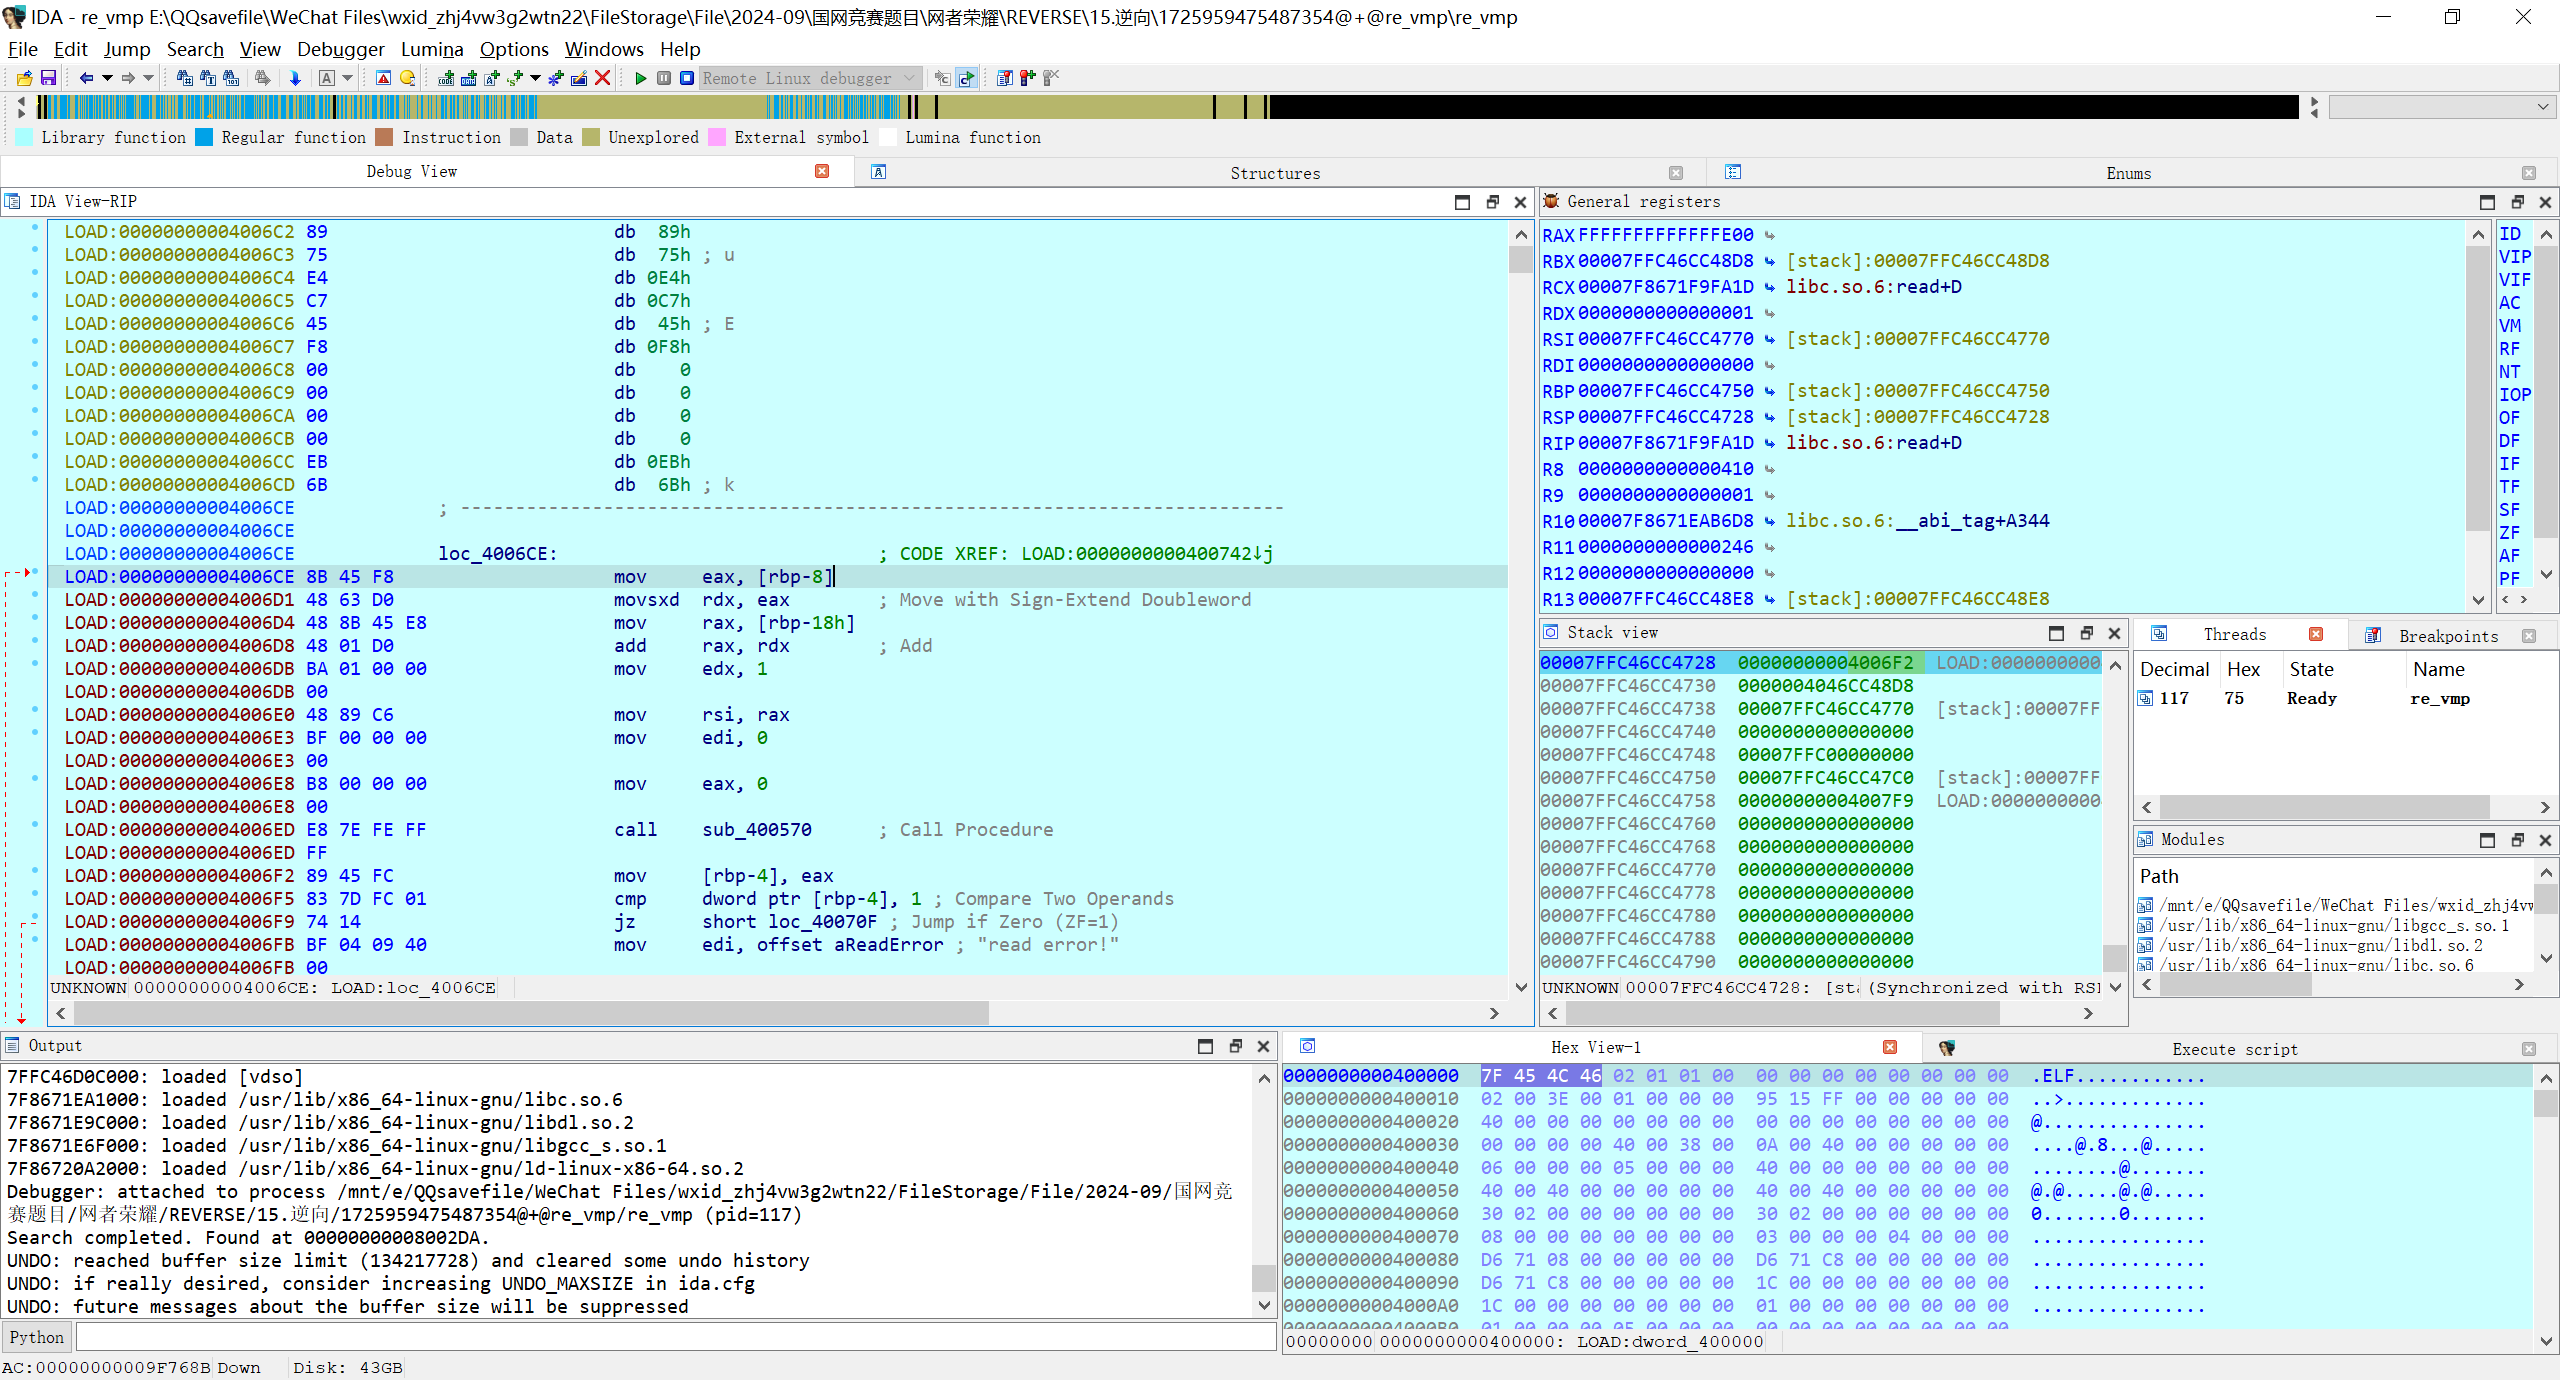 IDA - re_vmp E:\QQsavefile\WeChat Files\wxid_zhj4vw3g2wtn22\FileStorage\File\2024-09\国网竞赛题目\网者荣耀\REVERSE\15.逆向\1725959475487354@+@re_vmp\re_vmp
File Edit Jump Search View Debugger Lumina Options Windows Help
Remote Linux debugger
Library function Regular function Instruction Data Unexplored External symbol Lumina function
Debug View Structures Enums
IDA View-RIP
LOAD:00000000004006C2 89 db 89h
LOAD:00000000004006C3 75 db 75h ; u
LOAD:00000000004006C4 E4 db 0E4h
LOAD:00000000004006C5 C7 db 0C7h
LOAD:00000000004006C6 45 db 45h ; E
LOAD:00000000004006C7 F8 db 0F8h
LOAD:00000000004006C8 00 db 0
LOAD:00000000004006C9 00 db 0
LOAD:00000000004006CA 00 db 0
LOAD:00000000004006CB 00 db 0
LOAD:00000000004006CC EB db 0EBh
LOAD:00000000004006CD 6B db 6Bh ; k
LOAD:00000000004006CE ; ---------------------------------------------------------------------------
LOAD:00000000004006CE
LOAD:00000000004006CE loc_4006CE: ; CODE XREF: LOAD:0000000000400742↓j
LOAD:00000000004006CE 8B 45 F8 mov eax, [rbp-8]
LOAD:00000000004006D1 48 63 D0 movsxd rdx, eax ; Move with Sign-Extend Doubleword
LOAD:00000000004006D4 48 8B 45 E8 mov rax, [rbp-18h]
LOAD:00000000004006D8 48 01 D0 add rax, rdx ; Add
LOAD:00000000004006DB BA 01 00 00 mov edx, 1
LOAD:00000000004006DB 00
LOAD:00000000004006E0 48 89 C6 mov rsi, rax
LOAD:00000000004006E3 BF 00 00 00 mov edi, 0
LOAD:00000000004006E3 00
LOAD:00000000004006E8 B8 00 00 00 mov eax, 0
LOAD:00000000004006E8 00
LOAD:00000000004006ED E8 7E FE FF call sub_400570 ; Call Procedure
LOAD:00000000004006ED FF
LOAD:00000000004006F2 89 45 FC mov [rbp-4], eax
LOAD:00000000004006F5 83 7D FC 01 cmp dword ptr [rbp-4], 1 ; Compare Two Operands
LOAD:00000000004006F9 74 14 jz short loc_40070F ; Jump if Zero (ZF=1)
LOAD:00000000004006FB BF 04 09 40 mov edi, offset aReadError ; "read error!"
LOAD:00000000004006FB 00
UNKNOWN 00000000004006CE: LOAD:loc_4006CE
General registers
RAX FFFFFFFFFFFFFE00
RBX 00007FFC46CC48D8 [stack]:00007FFC46CC48D8
RCX 00007F8671F9FA1D libc.so.6:read+D
RDX 0000000000000001
RSI 00007FFC46CC4770 [stack]:00007FFC46CC4770
RDI 0000000000000000
RBP 00007FFC46CC4750 [stack]:00007FFC46CC4750
RSP 00007FFC46CC4728 [stack]:00007FFC46CC4728
RIP 00007F8671F9FA1D libc.so.6:read+D
R8 0000000000000410
R9 0000000000000001
R10 00007F8671EAB6D8 libc.so.6:__abi_tag+A344
R11 0000000000000246
R12 0000000000000000
R13 00007FFC46CC48E8 [stack]:00007FFC46CC48E8
ID
VIP
VIF
AC
VM
RF
NT
IOP
OF
DF
IF
TF
SF
ZF
AF
PF
Stack view
00007FFC46CC4728 00000000004006F2 LOAD:0000000000
00007FFC46CC4730 0000004046CC48D8
00007FFC46CC4738 00007FFC46CC4770 [stack]:00007FF
00007FFC46CC4740 0000000000000000
00007FFC46CC4748 00007FFC00000000
00007FFC46CC4750 00007FFC46CC47C0 [stack]:00007FF
00007FFC46CC4758 00000000004007F9 LOAD:0000000000
00007FFC46CC4760 0000000000000000
00007FFC46CC4768 0000000000000000
00007FFC46CC4770 0000000000000000
00007FFC46CC4778 0000000000000000
00007FFC46CC4780 0000000000000000
00007FFC46CC4788 0000000000000000
00007FFC46CC4790 0000000000000000
UNKNOWN 00007FFC46CC4728: [sta (Synchronized with RSI
Threads Breakpoints
Decimal Hex State Name
117 75 Ready re_vmp
Modules
Path
/mnt/e/QQsavefile/WeChat Files/wxid_zhj4vw
/usr/lib/x86_64-linux-gnu/libgcc_s.so.1
/usr/lib/x86_64-linux-gnu/libdl.so.2
/usr/lib/x86_64-linux-gnu/libc.so.6
Output
7FFC46D0C000: loaded [vdso]
7F8671EA1000: loaded /usr/lib/x86_64-linux-gnu/libc.so.6
7F8671E9C000: loaded /usr/lib/x86_64-linux-gnu/libdl.so.2
7F8671E6F000: loaded /usr/lib/x86_64-linux-gnu/libgcc_s.so.1
7F86720A2000: loaded /usr/lib/x86_64-linux-gnu/ld-linux-x86-64.so.2
Debugger: attached to process /mnt/e/QQsavefile/WeChat Files/wxid_zhj4vw3g2wtn22/FileStorage/File/2024-09/国网竞
赛题目/网者荣耀/REVERSE/15.逆向/1725959475487354@+@re_vmp/re_vmp (pid=117)
Search completed. Found at 00000000008002DA.
UNDO: reached buffer size limit (134217728) and cleared some undo history
UNDO: if really desired, consider increasing UNDO_MAXSIZE in ida.cfg
UNDO: future messages about the buffer size will be suppressed
Python
Hex View-1 Execute script
0000000000400000 7F 45 4C 46 02 01 01 00 00 00 00 00 00 00 00 00 .ELF............
0000000000400010 02 00 3E 00 01 00 00 00 95 15 FF 00 00 00 00 00 ..>.............
0000000000400020 40 00 00 00 00 00 00 00 00 00 00 00 00 00 00 00 @...............
0000000000400030 00 00 00 00 40 00 38 00 0A 00 40 00 00 00 00 00 ....@.8...@.....
0000000000400040 06 00 00 00 05 00 00 00 40 00 00 00 00 00 00 00 ........@.......
0000000000400050 40 00 40 00 00 00 00 00 40 00 40 00 00 00 00 00 @.@.....@.@.....
0000000000400060 30 02 00 00 00 00 00 00 30 02 00 00 00 00 00 00 0.......0.......
0000000000400070 08 00 00 00 00 00 00 00 03 00 00 00 04 00 00 00 ................
0000000000400080 D6 71 08 00 00 00 00 00 D6 71 C8 00 00 00 00 00 ................
0000000000400090 D6 71 C8 00 00 00 00 00 1C 00 00 00 00 00 00 00 ................
00000000004000A0 1C 00 00 00 00 00 00 00 01 00 00 00 00 00 00 00 ................
00000000004000B0 01 00 00 00 05 00 00 00 00 00 00 00 00 00 00 00
00000000 0000000000400000: LOAD:dword_400000
AC:00000000009F768B Down Disk: 43GB